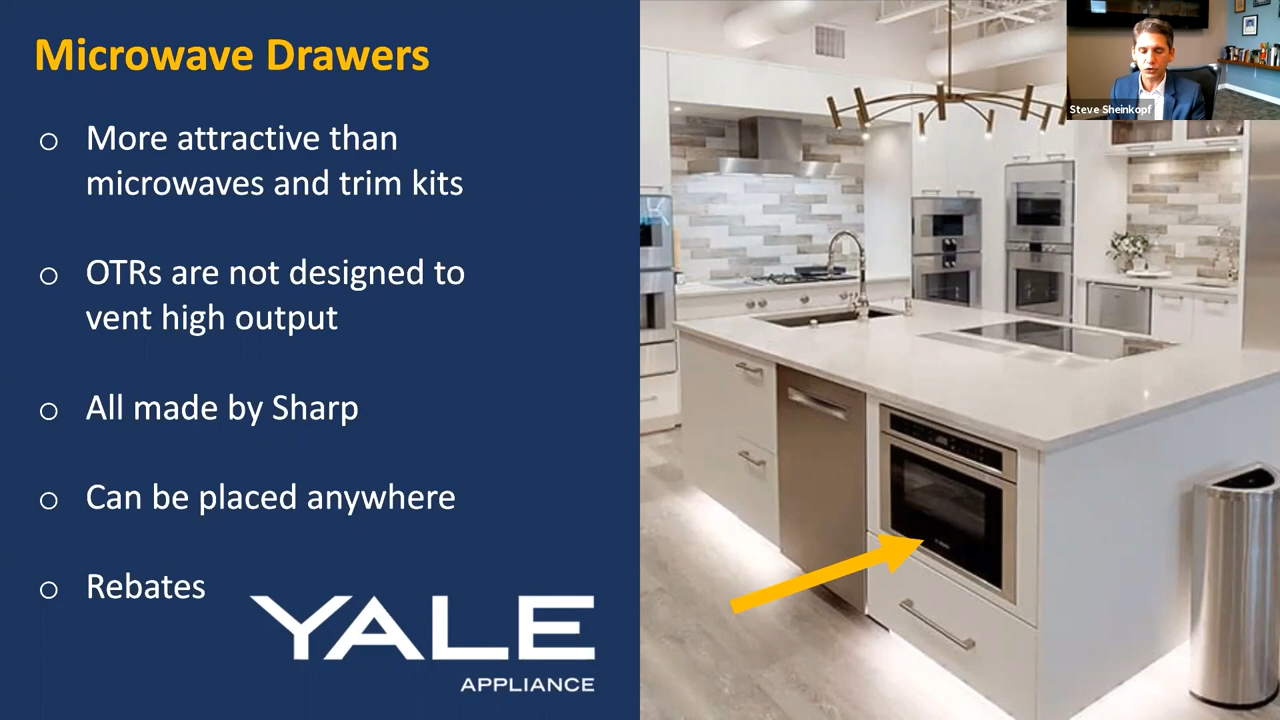 Microwave Drawers
Steve Sheinkopf
○ More attractive than
microwaves and trim kits
○ OTRs are not designed to
vent high output
○ All made by Sharp
○ Can be placed anywhere
○ Rebates
YALE
APPLIANCE